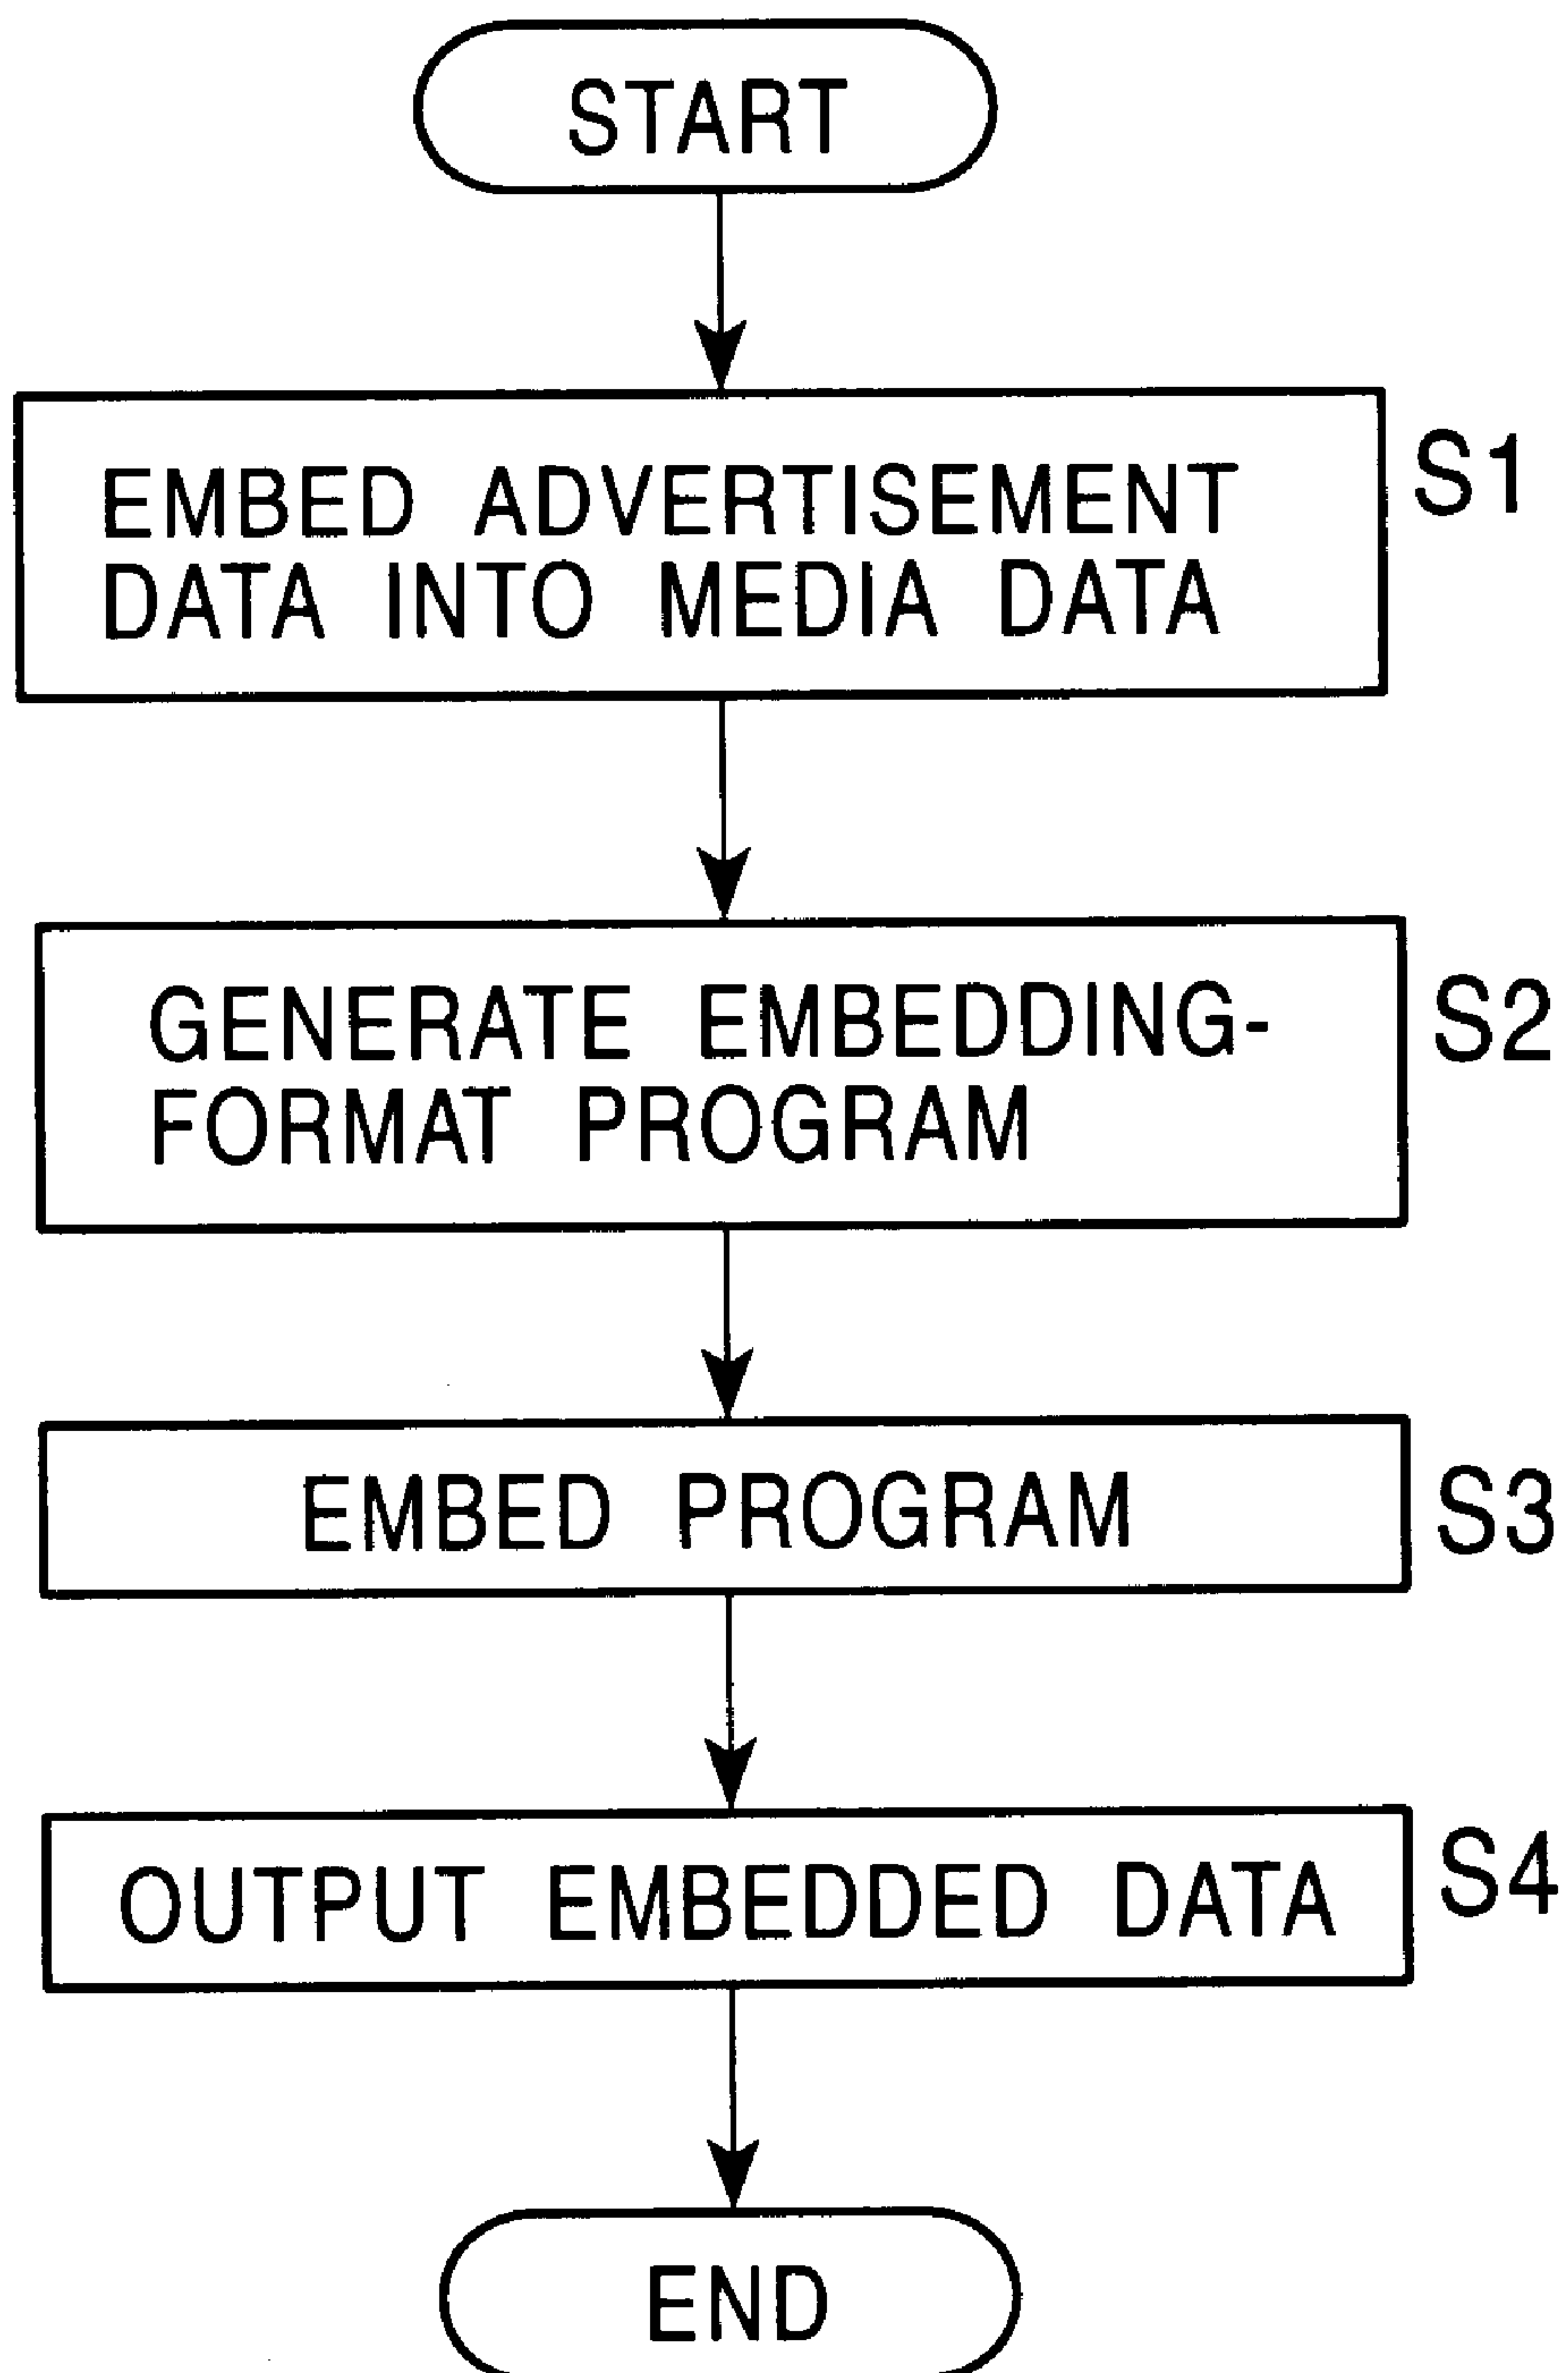 START
EMBED ADVERTISEMENT
DATA INTO MEDIA DATA
S1
GENERATE EMBEDDING-
FORMAT PROGRAM
S2
EMBED PROGRAM
S3
OUTPUT EMBEDDED DATA
S4
END